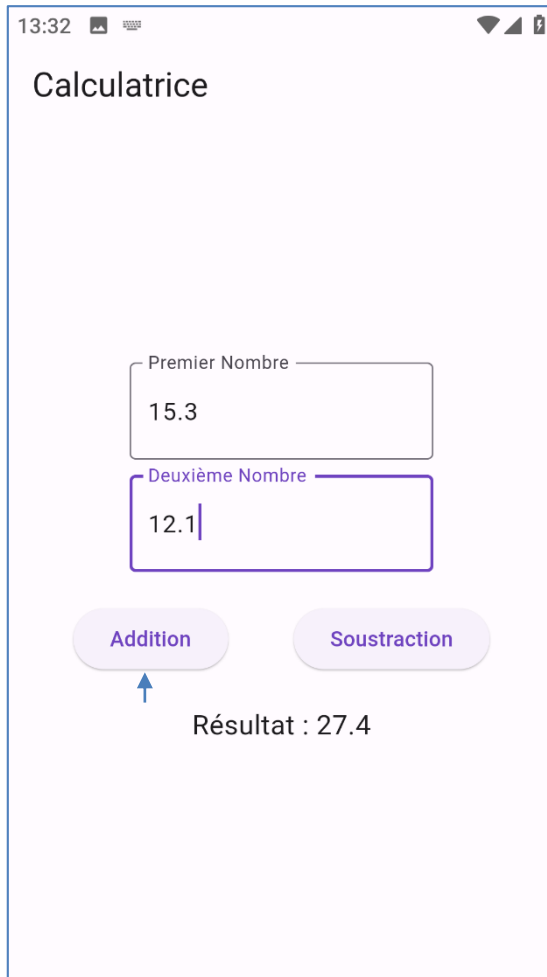 13:32
Calculatrice
Premier Nombre
15.3
Deuxième Nombre
12.1
Addition Soustraction
Résultat : 27.4